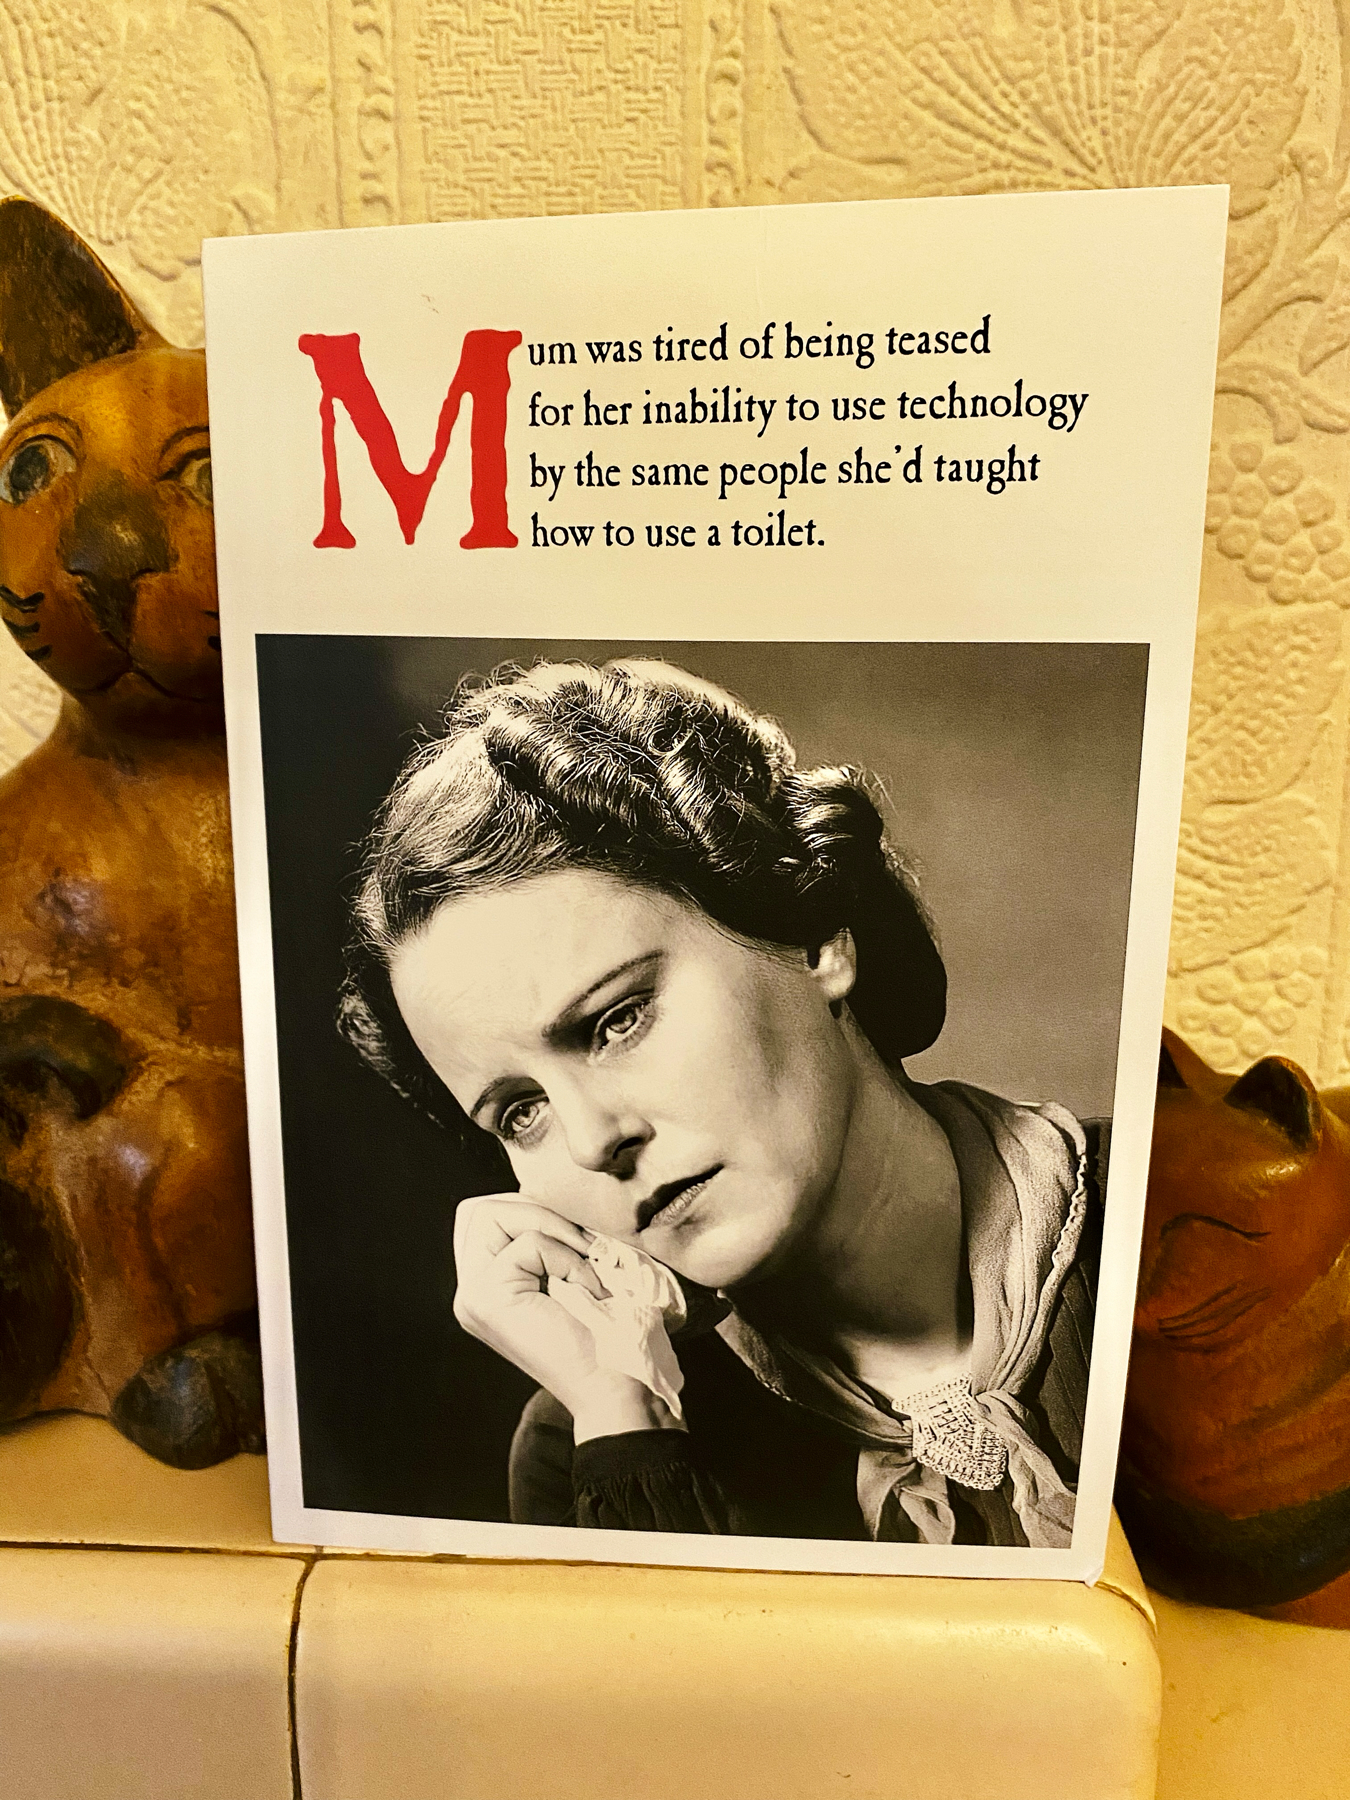 Mum was tired of being teased
for her inability to use technology
by the same people she'd taught
how to use a toilet.